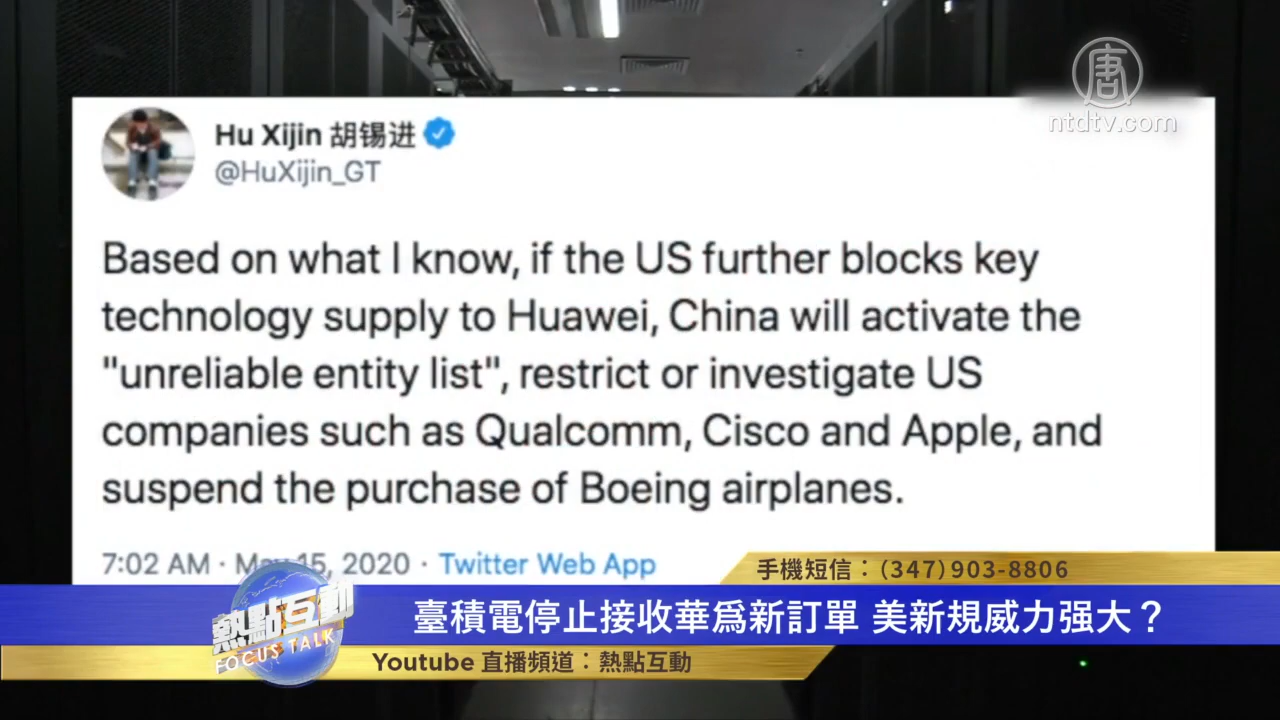 唐
ntdtv.com
Hu Xijin 胡锡进
@HuXijin_GT
Based on what I know, if the US further blocks key
technology supply to Huawei, China will activate the
"unreliable entity list", restrict or investigate US
companies such as Qualcomm, Cisco and Apple, and
suspend the purchase of Boeing airplanes.
7:02 AM · May 15, 2020 · Twitter Web App
手機短信：(347)903-8806
熱點互動
FOCUS TALK
臺積電停止接收華爲新訂單 美新規威力强大？
Youtube 直播頻道：熱點互動